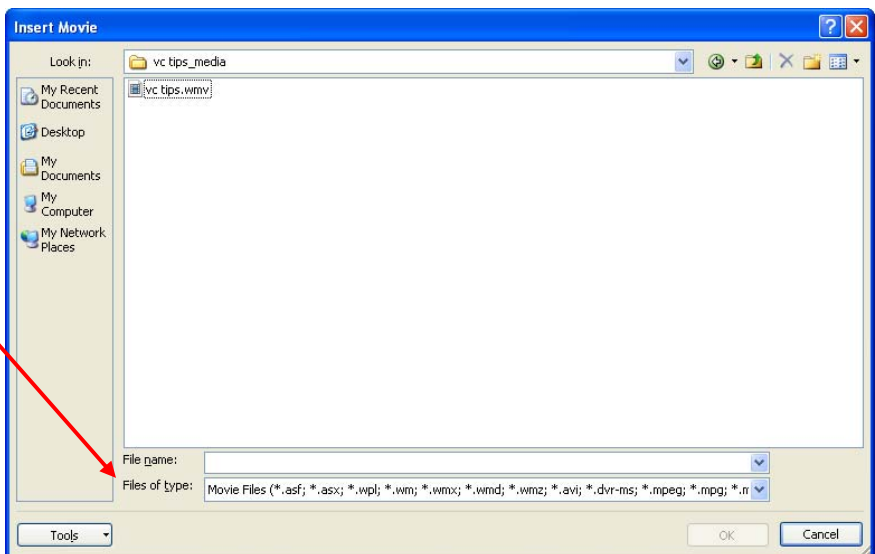 Insert Movie
Look in:
vc tips_media
My Recent
Documents
Desktop
My
Documents
My
Computer
My Network
Places
vc tips.wmv
File name:
Files of type:
Movie Files (*.asf; *.asx; *.wpl; *.wm; *.wmx; *.wmd; *.wmz; *.avi; *.dvr-ms; *.mpeg; *.mpg;
Tools
OK
Cancel